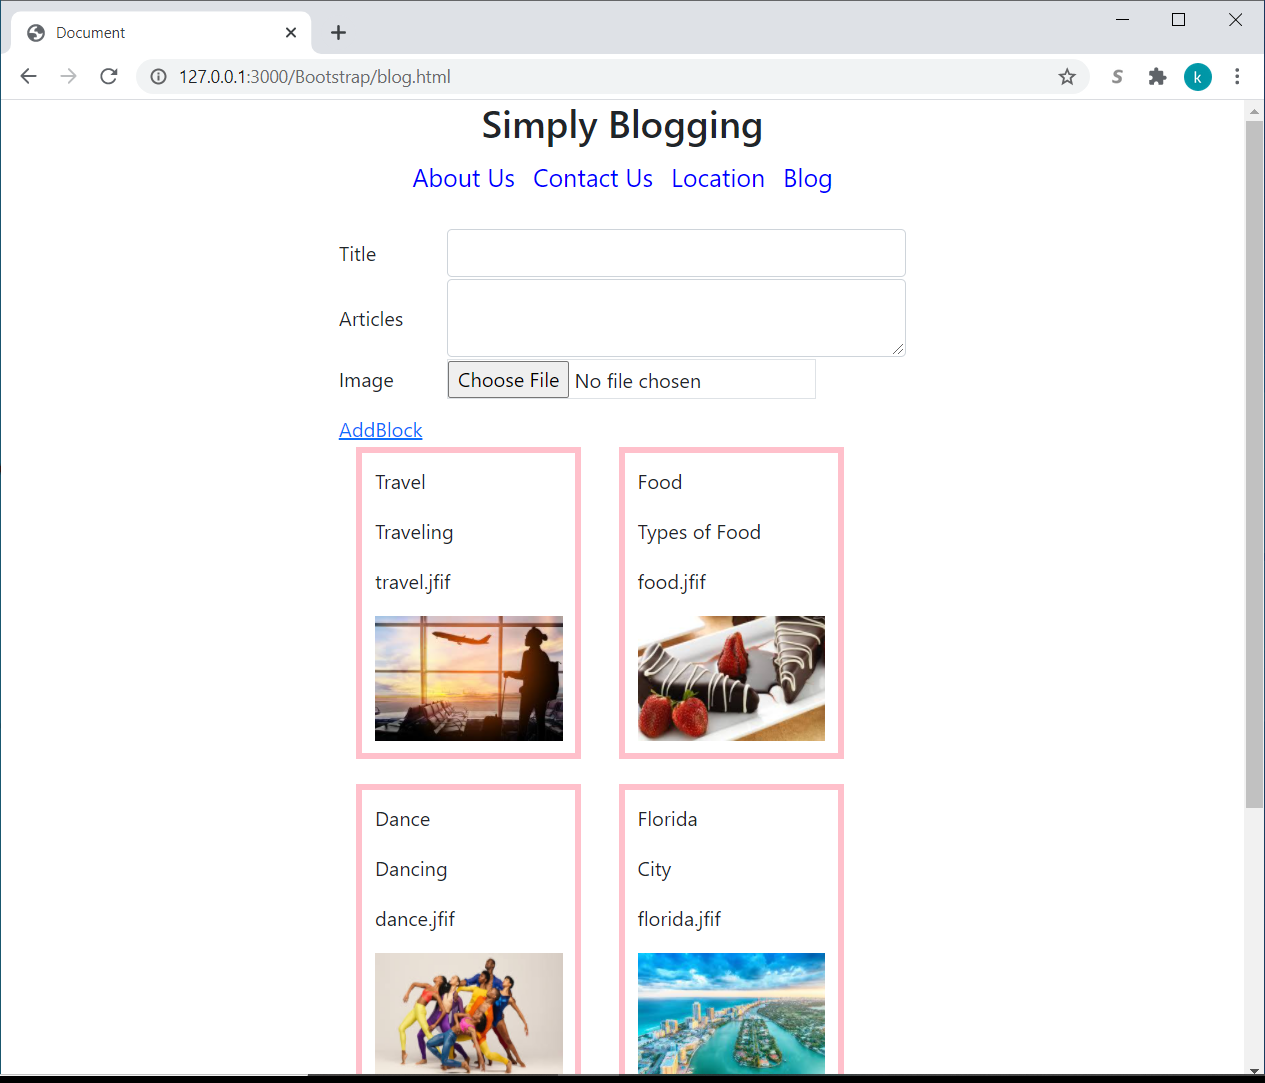 Document
127.0.0.1:3000/Bootstrap/blog.html
S
k
Simply Blogging
About Us Contact Us Location Blog
Title
Articles
Image Choose File No file chosen
AddBlock
Travel
Traveling
travel.jfif
Food
Types of Food
food.jfif
Dance
Dancing
dance.jfif
Florida
City
florida.jfif